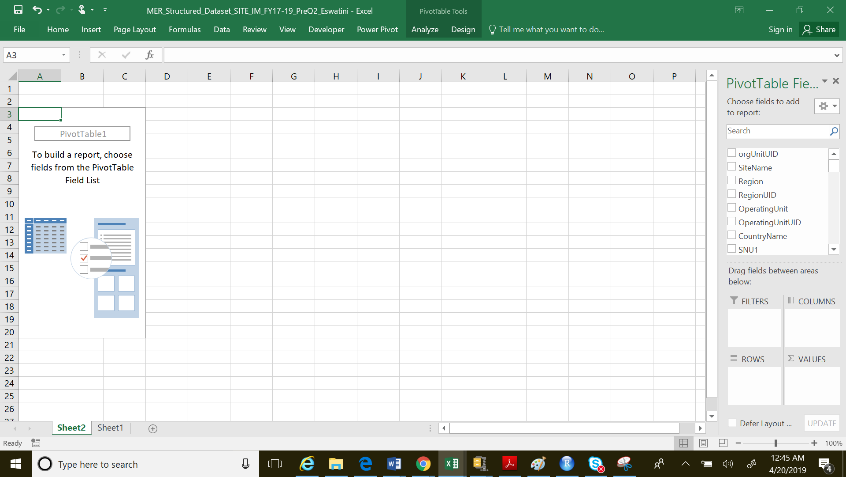 MER_Structured_Dataset_SITE_IM_FY17-19_PreQ2_Eswatini - Excel
PivotTable Tools
File Home Insert Page Layout Formulas Data Review View Developer Power Pivot Analyze Design Tell me what you want to do... Sign in Share
A3 fx
A B C D E F G H I J K L M N O P
1
2
3
4
5
6
7
8
9
10
11
12
13
14
15
16
17
18
19
20
21
22
23
24
25
26
PivotTable1
To build a report, choose
fields from the PivotTable
Field List
PivotTable Fie...
Choose fields to add
to report:
Search
orgUnitUID
SiteName
Region
RegionUID
OperatingUnit
OperatingUnitUID
CountryName
SNU1
Drag fields between areas
below:
FILTERS COLUMNS
ROWS Σ VALUES
Defer Layout ... UPDATE
Sheet2 Sheet1
Ready 100%
Type here to search
12:45 AM
4/20/2019
4